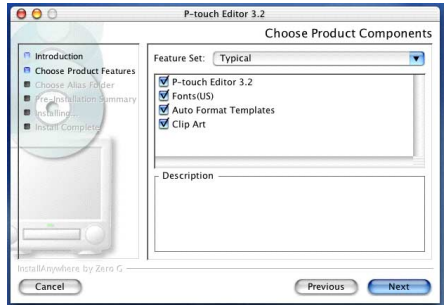 P-touch Editor 3.2
Choose Product Components
Introduction
Choose Product Features
Choose Alias Folder
Pre-Installation Summary
Installing...
Install Complete
Feature Set: Typical
P-touch Editor 3.2
Fonts(US)
Auto Format Templates
Clip Art
Description
InstallAnywhere by Zero G
Cancel
Previous
Next